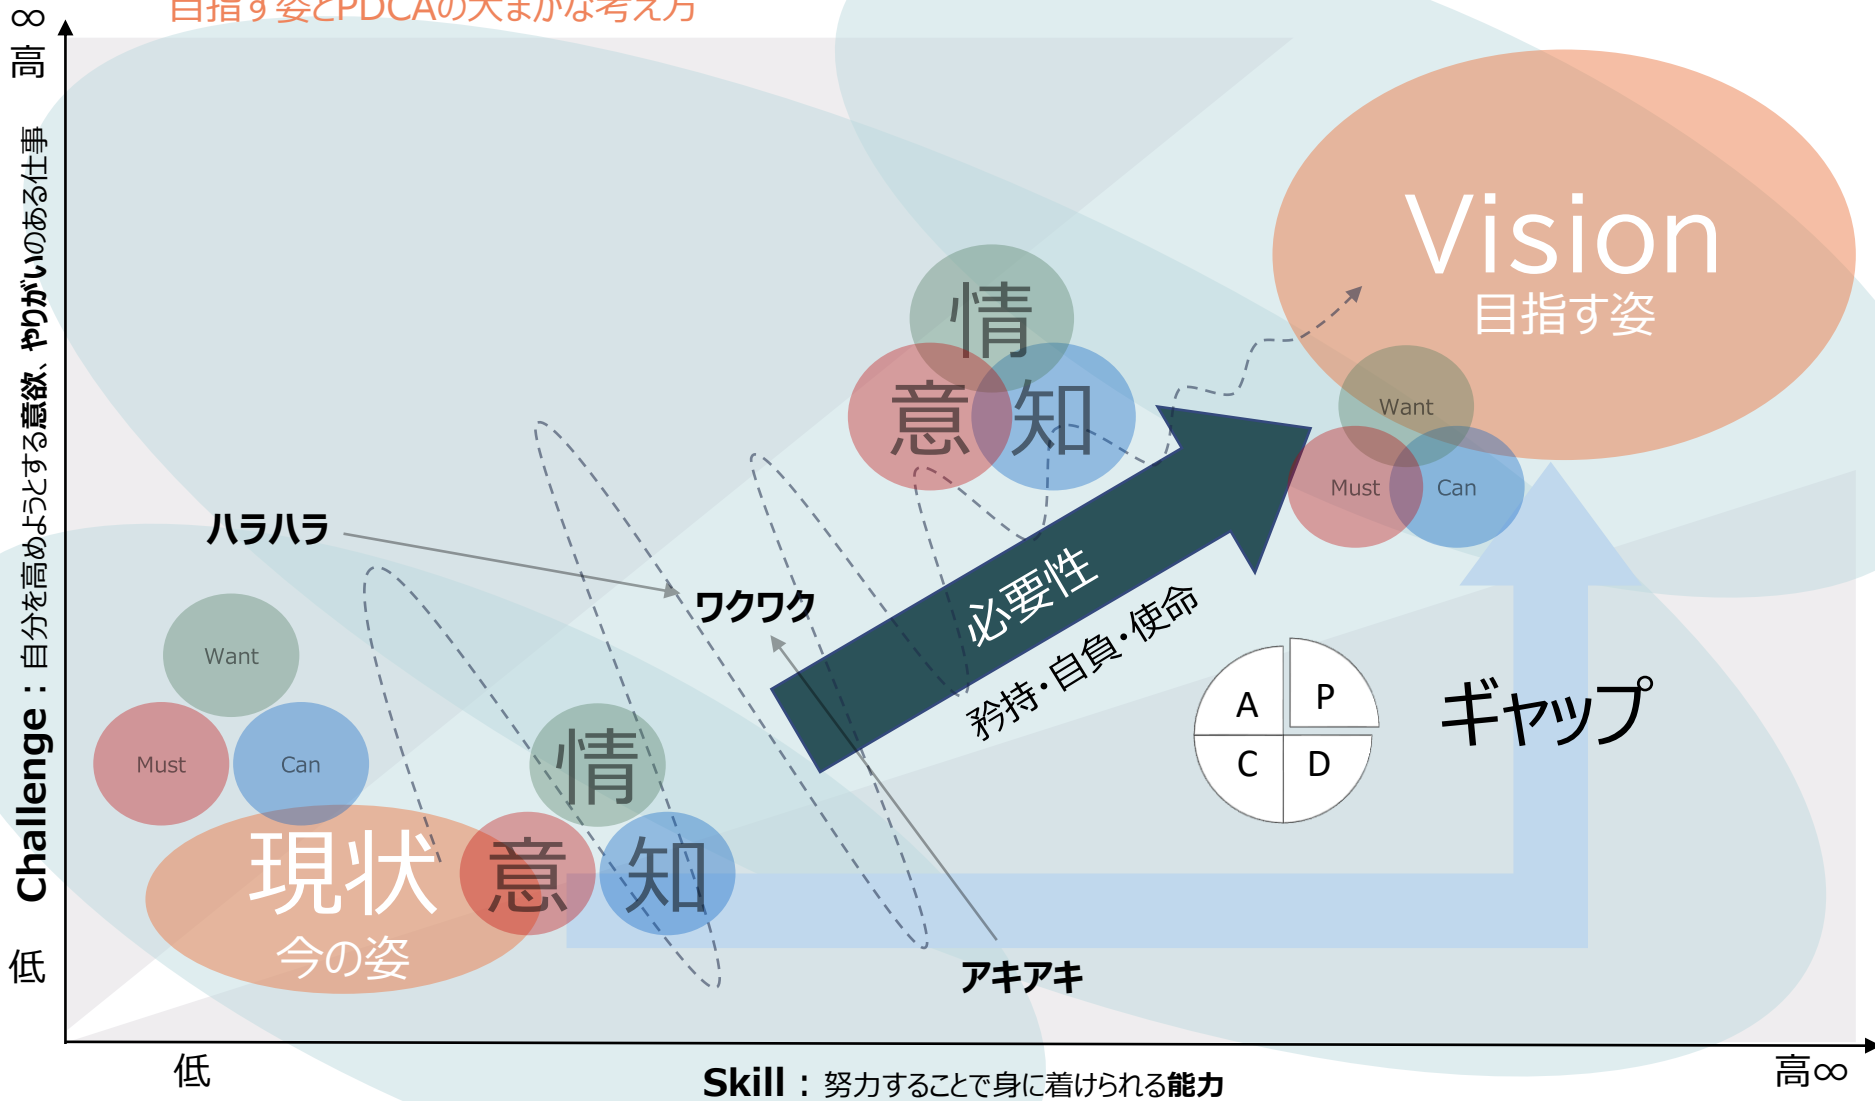 目指す姿とPDCAの大まかな考え方
∞
高
Challenge：自分を高めようとする意欲、やりがいのある仕事
低
Vision
目指す姿
情
意
知
Want
Must
Can
ハラハラ
ワクワク
必要性
矜持・自負・使命
Want
Must
Can
情
意
知
A
P
C
D
ギャップ
現状
今の姿
アキアキ
低
Skill：努力することで身に着けられる能力
高∞